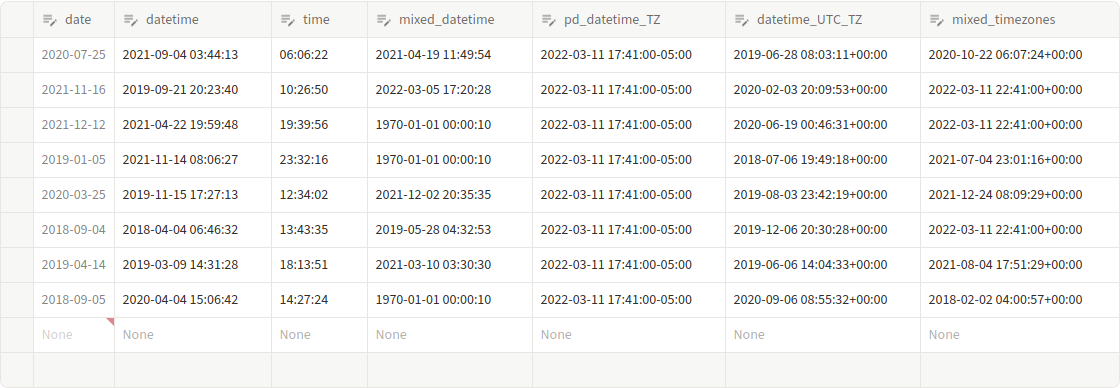 date datetime time mixed_datetime pd_datetime_TZ datetime_UTC_TZ mixed_timezones
2020-07-25 2021-09-04 03:44:13 06:06:22 2021-04-19 11:49:54 2022-03-11 17:41:00-05:00 2019-06-28 08:03:11+00:00 2020-10-22 06:07:24+00:00
2021-11-16 2019-09-21 20:23:40 10:26:50 2022-03-05 17:20:28 2022-03-11 17:41:00-05:00 2020-02-03 20:09:53+00:00 2022-03-11 22:41:00+00:00
2021-12-12 2021-04-22 19:59:48 19:39:56 1970-01-01 00:00:10 2022-03-11 17:41:00-05:00 2020-06-19 00:46:31+00:00 2022-03-11 22:41:00+00:00
2019-01-05 2021-11-14 08:06:27 23:32:16 1970-01-01 00:00:10 2022-03-11 17:41:00-05:00 2018-07-06 19:49:18+00:00 2021-07-04 23:01:16+00:00
2020-03-25 2019-11-15 17:27:13 12:34:02 2021-12-02 20:35:35 2022-03-11 17:41:00-05:00 2019-08-03 23:42:19+00:00 2021-12-24 08:09:29+00:00
2018-09-04 2018-04-04 06:46:32 13:43:35 2019-05-28 04:32:53 2022-03-11 17:41:00-05:00 2019-12-06 20:30:28+00:00 2022-03-11 22:41:00+00:00
2019-04-14 2019-03-09 14:31:28 18:13:51 2021-03-10 03:30:30 2022-03-11 17:41:00-05:00 2019-06-06 14:04:33+00:00 2021-08-04 17:51:29+00:00
2018-09-05 2020-04-04 15:06:42 14:27:24 1970-01-01 00:00:10 2022-03-11 17:41:00-05:00 2020-09-06 08:55:32+00:00 2018-02-02 04:00:57+00:00
None None None None None None None